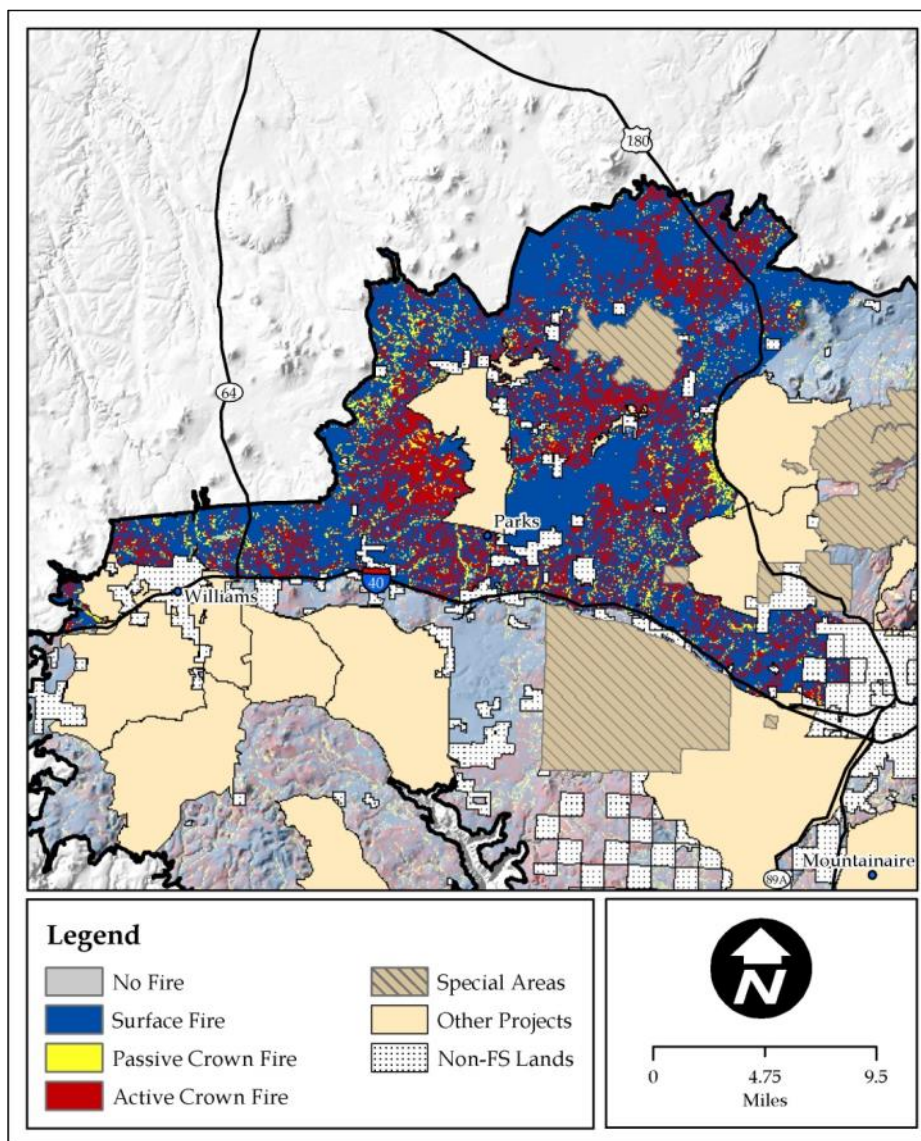 180
64
Parks
40
Williams
Mountainaire
89A
Legend
No Fire
Surface Fire
Passive Crown Fire
Active Crown Fire
Special Areas
Other Projects
Non-FS Lands
N
0 4.75 9.5
Miles